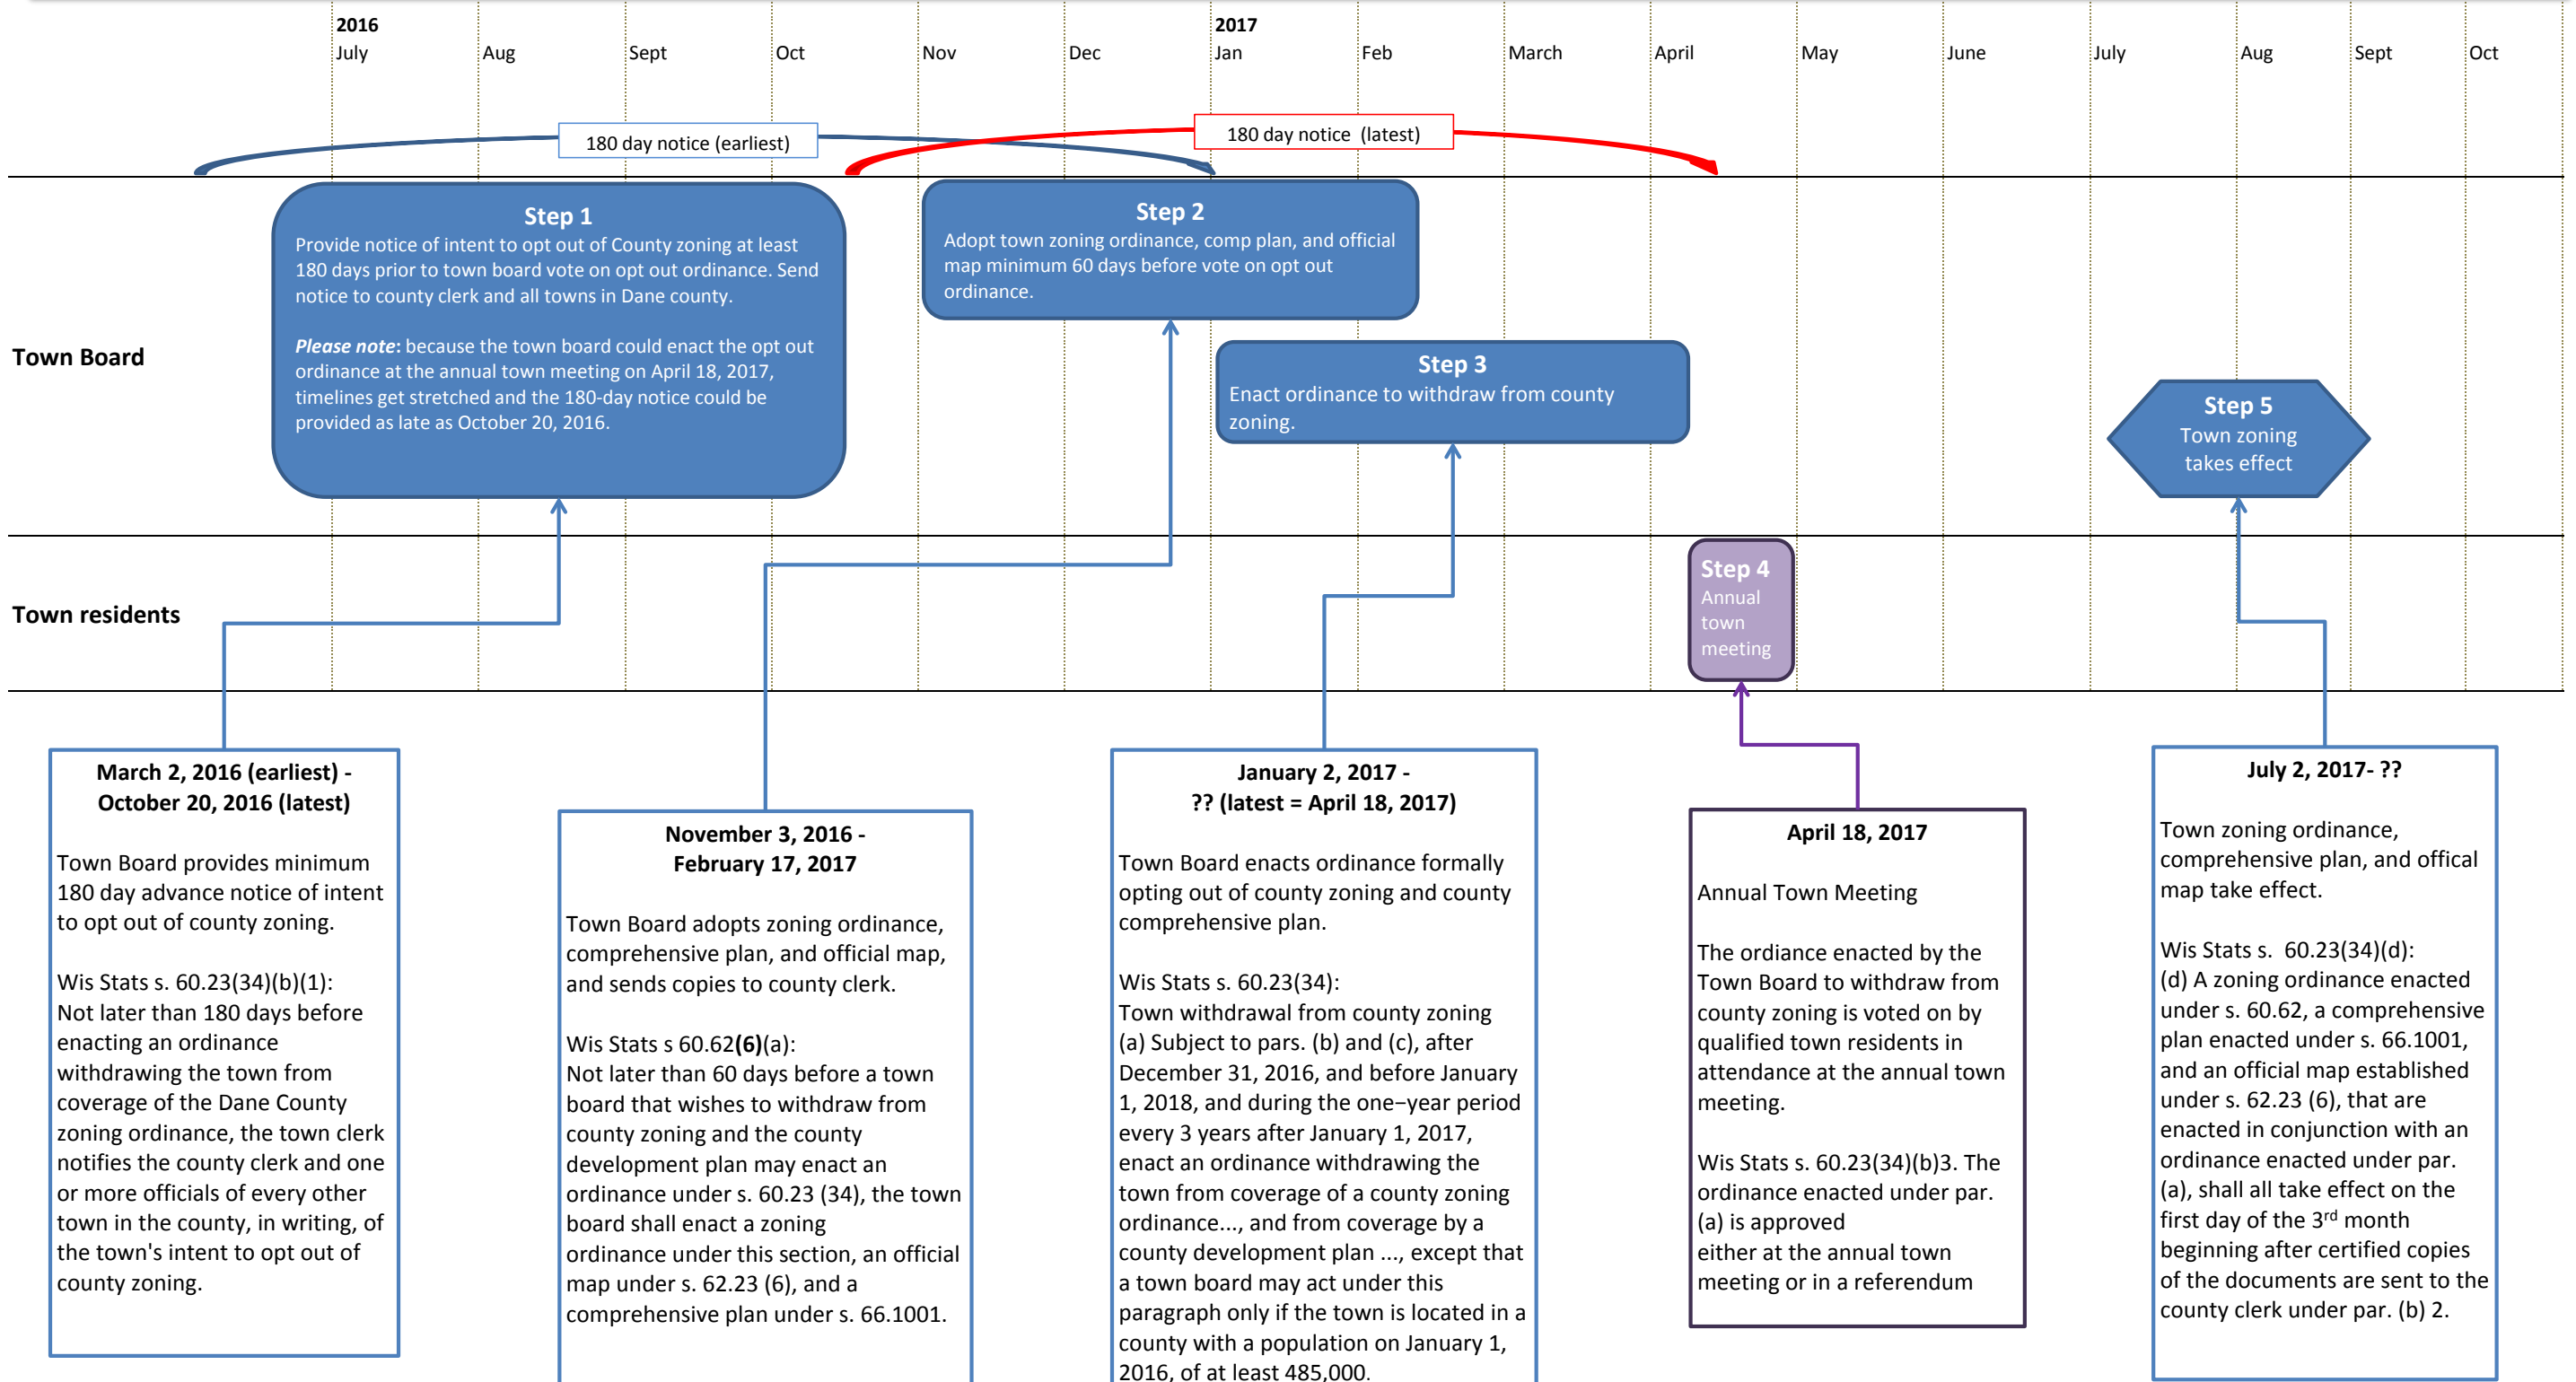 2016
July
Aug
Sept
Oct
Nov
Dec
2017
Jan
Feb
March
April
May
June
July
Aug
Sept
Oct
180 day notice (earliest)
180 day notice  (latest)
Town Board
Step 1
Provide notice of intent to opt out of County zoning at least
180 days prior to town board vote on opt out ordinance. Send
notice to county clerk and all towns in Dane county.
Please note: because the town board could enact the opt out
ordinance at the annual town meeting on April 18, 2017,
timelines get stretched and the 180-day notice could be
provided as late as October 20, 2016.
Step 2
Adopt town zoning ordinance, comp plan, and official
map minimum 60 days before vote on opt out
ordinance.
Step 3
Enact ordinance to withdraw from county
zoning.
Step 5
Town zoning
takes effect
Town residents
Step 4
Annual
town
meeting
March 2, 2016 (earliest) -
October 20, 2016 (latest)
Town Board provides minimum
180 day advance notice of intent
to opt out of county zoning.
Wis Stats s. 60.23(34)(b)(1):
Not later than 180 days before
enacting an ordinance
withdrawing the town from
coverage of the Dane County
zoning ordinance, the town clerk
notifies the county clerk and one
or more officials of every other
town in the county, in writing, of
the town's intent to opt out of
county zoning.
November 3, 2016 -
February 17, 2017
Town Board adopts zoning ordinance,
comprehensive plan, and official map,
and sends copies to county clerk.
Wis Stats s 60.62(6)(a):
Not later than 60 days before a town
board that wishes to withdraw from
county zoning and the county
development plan may enact an
ordinance under s. 60.23 (34), the town
board shall enact a zoning
ordinance under this section, an official
map under s. 62.23 (6), and a
comprehensive plan under s. 66.1001.
January 2, 2017 -
?? (latest = April 18, 2017)
Town Board enacts ordinance formally
opting out of county zoning and county
comprehensive plan.
Wis Stats s. 60.23(34):
Town withdrawal from county zoning
(a) Subject to pars. (b) and (c), after
December 31, 2016, and before January
1, 2018, and during the one−year period
every 3 years after January 1, 2017,
enact an ordinance withdrawing the
town from coverage of a county zoning
ordinance..., and from coverage by a
county development plan ..., except that
a town board may act under this
paragraph only if the town is located in a
county with a population on January 1,
2016, of at least 485,000.
April 18, 2017
Annual Town Meeting
The ordiance enacted by the
Town Board to withdraw from
county zoning is voted on by
qualified town residents in
attendance at the annual town
meeting.
Wis Stats s. 60.23(34)(b)3. The
ordinance enacted under par.
(a) is approved
either at the annual town
meeting or in a referendum
July 2, 2017- ??
Town zoning ordinance,
comprehensive plan, and offical
map take effect.
Wis Stats s.  60.23(34)(d):
(d) A zoning ordinance enacted
under s. 60.62, a comprehensive
plan enacted under s. 66.1001,
and an official map established
under s. 62.23 (6), that are
enacted in conjunction with an
ordinance enacted under par.
(a), shall all take effect on the
first day of the 3rd month
beginning after certified copies
of the documents are sent to the
county clerk under par. (b) 2.